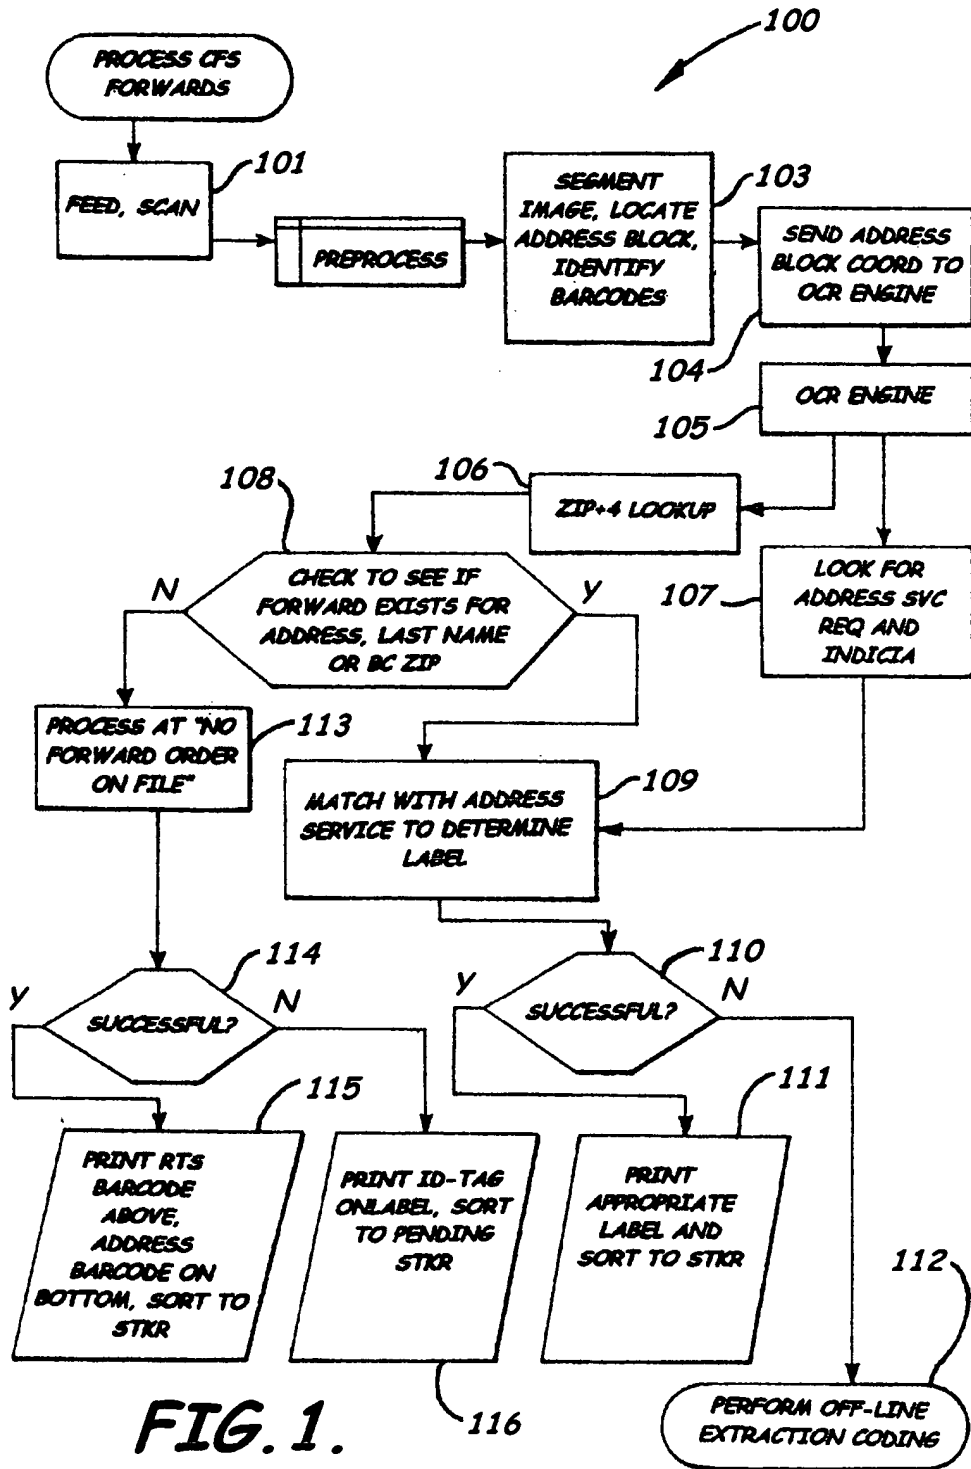 100
PROCESS CFS
FORWARDS
101
FEED, SCAN
PREPROCESS
SEGMENT
IMAGE, LOCATE
ADDRESS BLOCK,
IDENTIFY
BARCODES
103
SEND ADDRESS
BLOCK COORD TO
OCR ENGINE
104
OCR ENGINE
105
106
ZIP+4 LOOKUP
108
N
CHECK TO SEE IF
FORWARD EXISTS FOR
ADDRESS, LAST NAME
OR BC ZIP
Y
107
LOOK FOR
ADDRESS SVC
REQ AND
INDICIA
PROCESS AT "NO
FORWARD ORDER
ON FILE"
113
MATCH WITH ADDRESS
SERVICE TO DETERMINE
LABEL
109
114
Y
SUCCESSFUL?
N
110
Y
SUCCESSFUL?
N
115
PRINT RTS
BARCODE
ABOVE,
ADDRESS
BARCODE ON
BOTTOM, SORT TO
STKR
PRINT ID-TAG
ONLABEL, SORT
TO PENDING
STKR
116
111
PRINT
APPROPRIATE
LABEL AND
SORT TO STKR
112
PERFORM OFF-LINE
EXTRACTION CODING
FIG. 1.